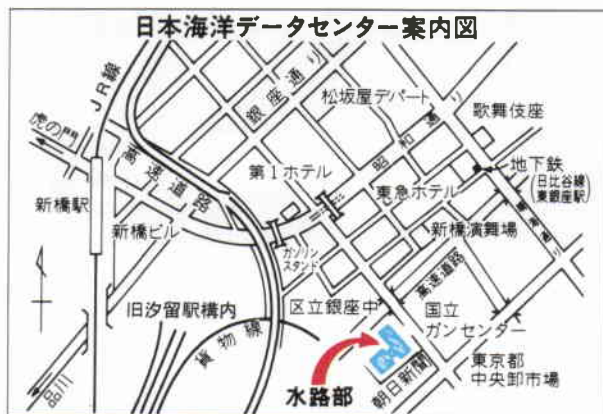 日本海洋データセンター案内図
JR線
銀座通り
松坂屋デパート
歌舞伎座
虎の門
高速道路
第1ホテル
昭和通り
地下鉄
(日比谷線
東銀座駅)
東急ホテル
新橋駅
新橋ビル
ガソリン
スタンド
新橋演舞場
晴海通り
高速道路
旧汐留駅構内
区立銀座中
国立
ガンセンター
貨物線
水路部
朝日新聞
東京都
中央卸市場
品川